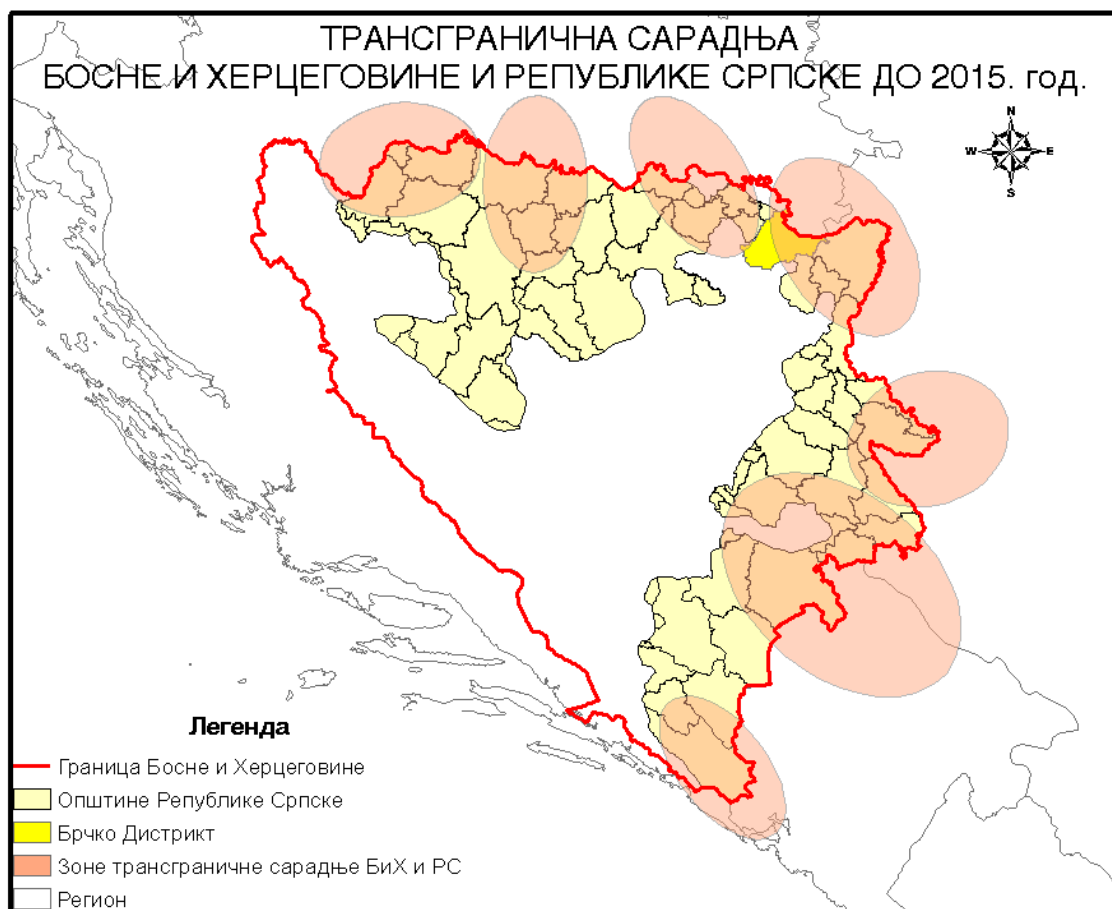 ТРАНСГРАНИЧНА САРАДЊА
БОСНЕ И ХЕРЦЕГОВИНЕ И РЕПУБЛИКЕ СРПСКЕ ДО 2015. год.
N
W E
S
Легенда
Граница Босне и Херцеговине
Општине Републике Српске
Брчко Дистрикт
Зоне трансграничне сарадње БиХ и РС
Регион